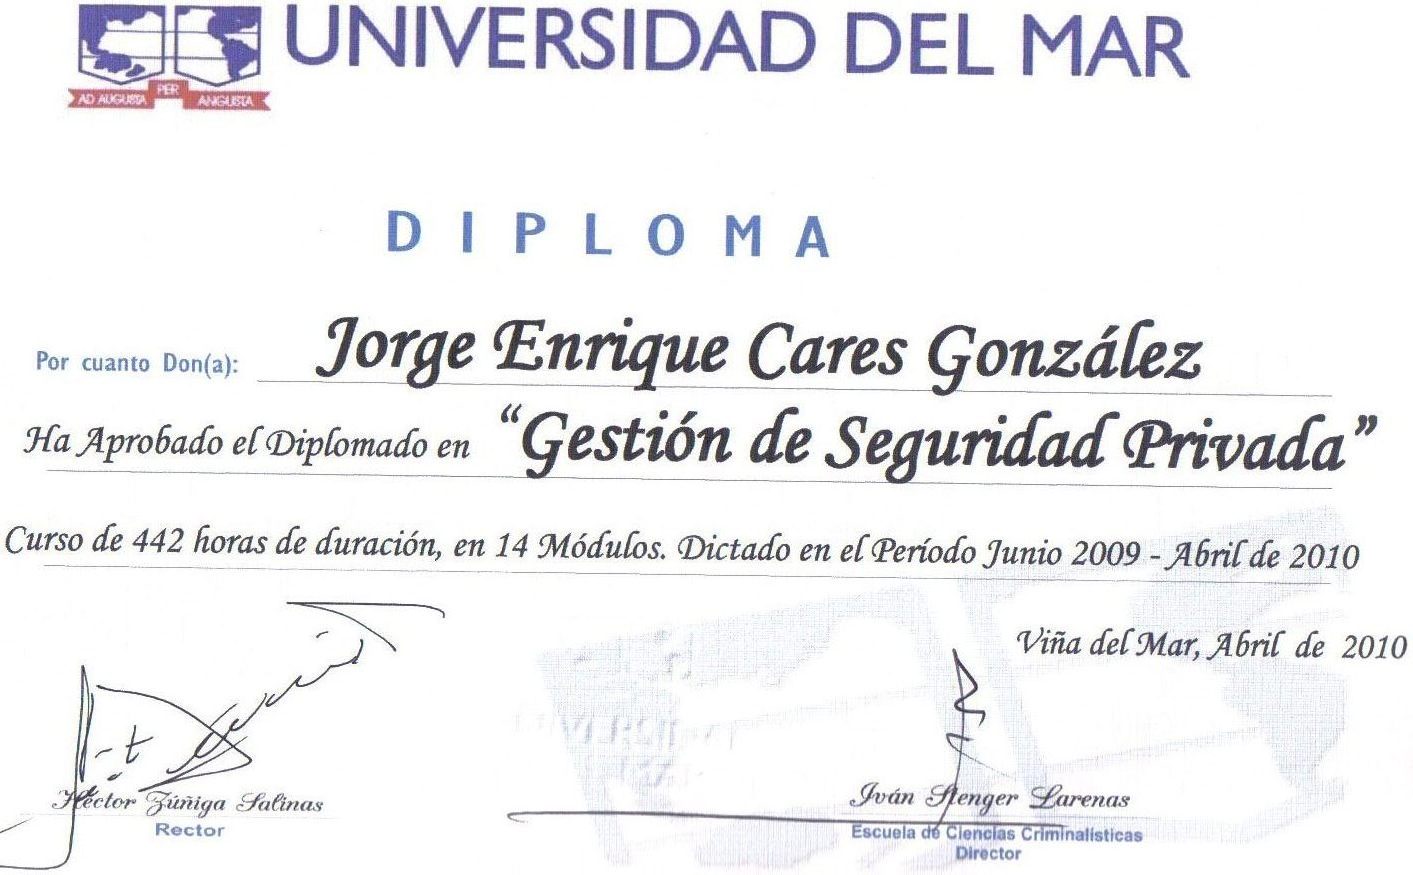 UNIVERSIDAD DEL MAR
AD AUGUSTA PER ANGUSTA
DIPLOMA
Por cuanto Don(a): Jorge Enrique Cares González
Ha Aprobado el Diplomado en “Gestión de Seguridad Privada”
Curso de 442 horas de duración, en 14 Módulos. Dictado en el Período Junio 2009 - Abril de 2010
Viña del Mar, Abril de 2010
Héctor Zúñiga Salinas
Rector
Iván Stenger Larenas
Escuela de Ciencias Criminalísticas
Director